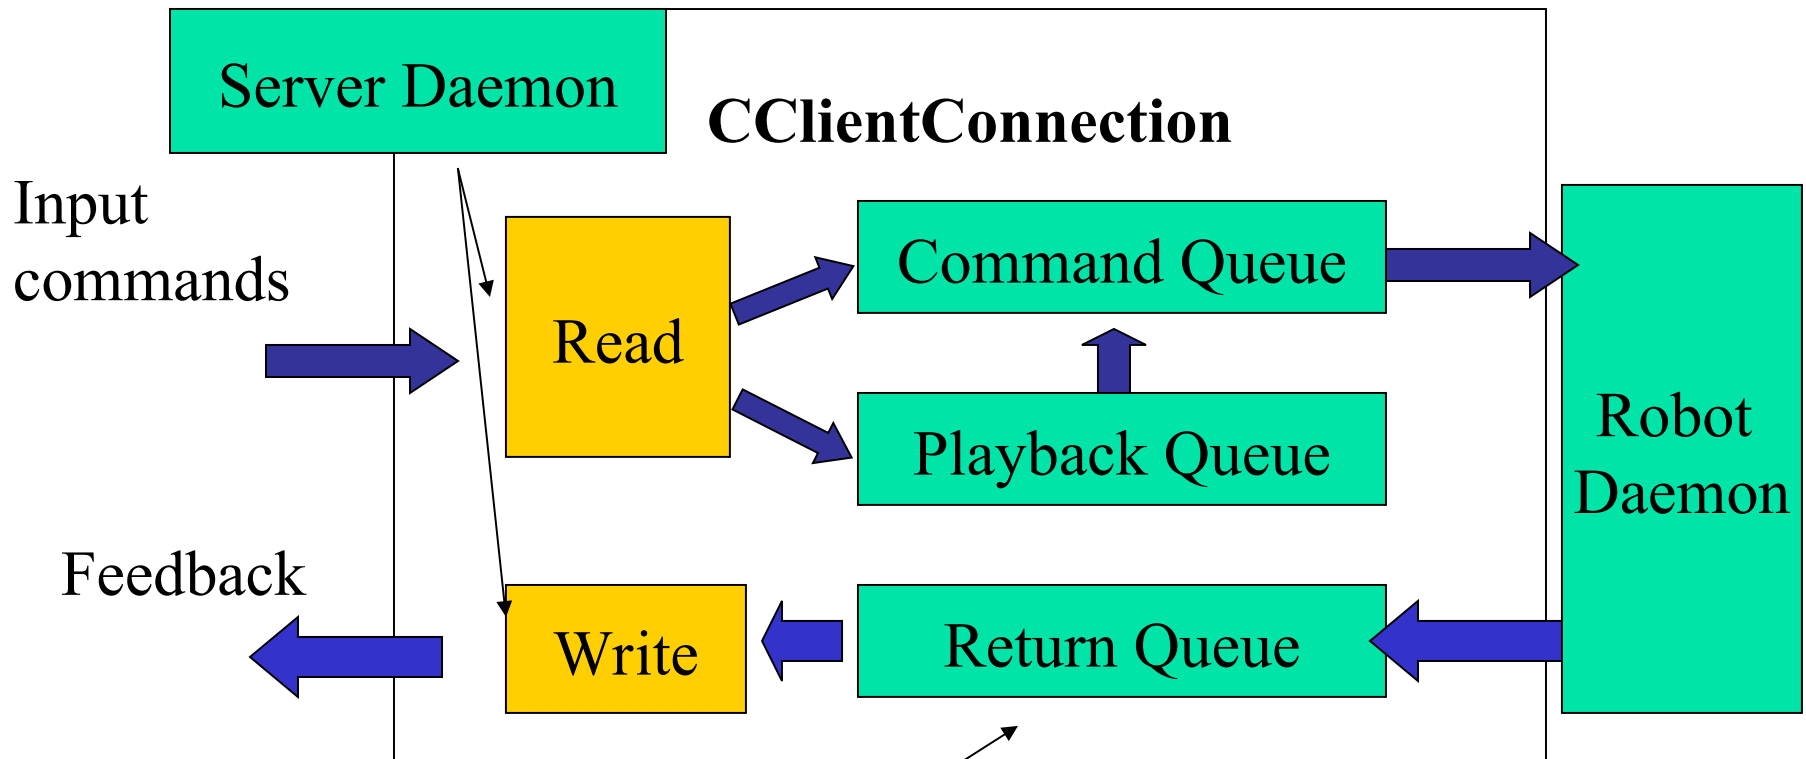 Server Daemon
CClientConnection
Input
commands
Read
Command Queue
Playback Queue
Robot
Daemon
Feedback
Write
Return Queue